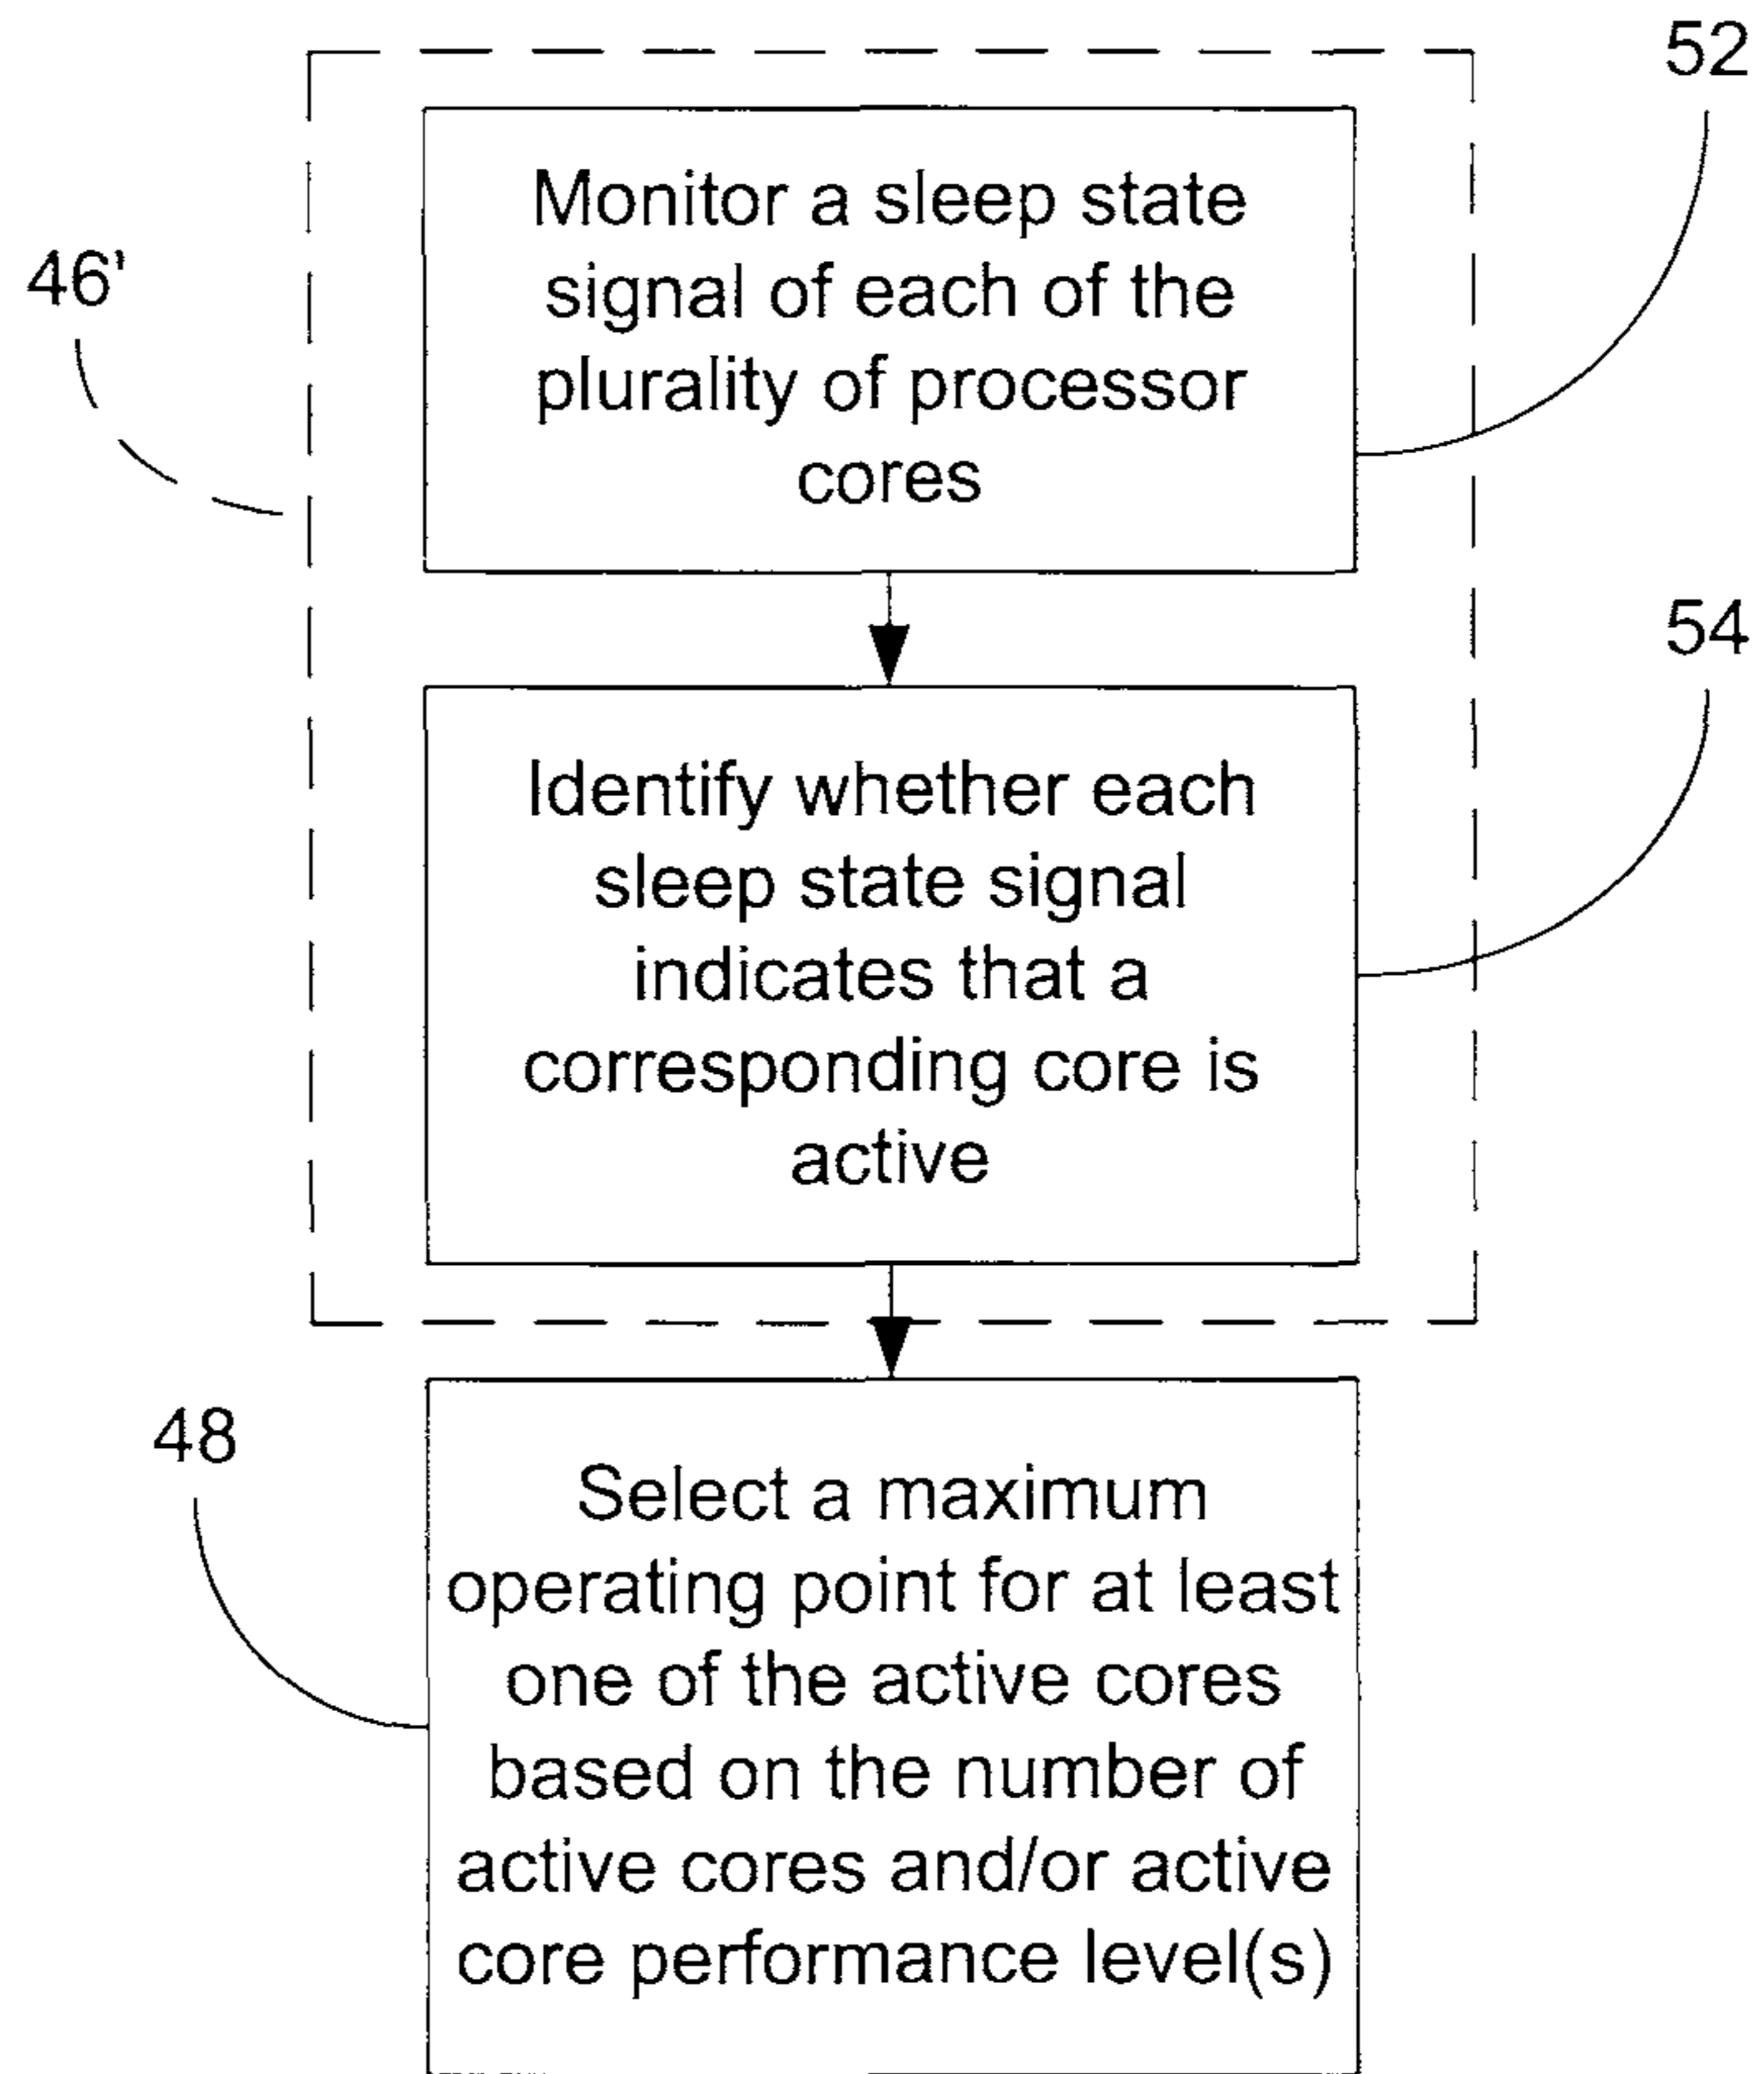 52
Monitor a sleep state
signal of each of the
plurality of processor
cores
46'
54
Identify whether each
sleep state signal
indicates that a
corresponding core is
active
48
Select a maximum
operating point for at least
one of the active cores
based on the number of
active cores and/or active
core performance level(s)